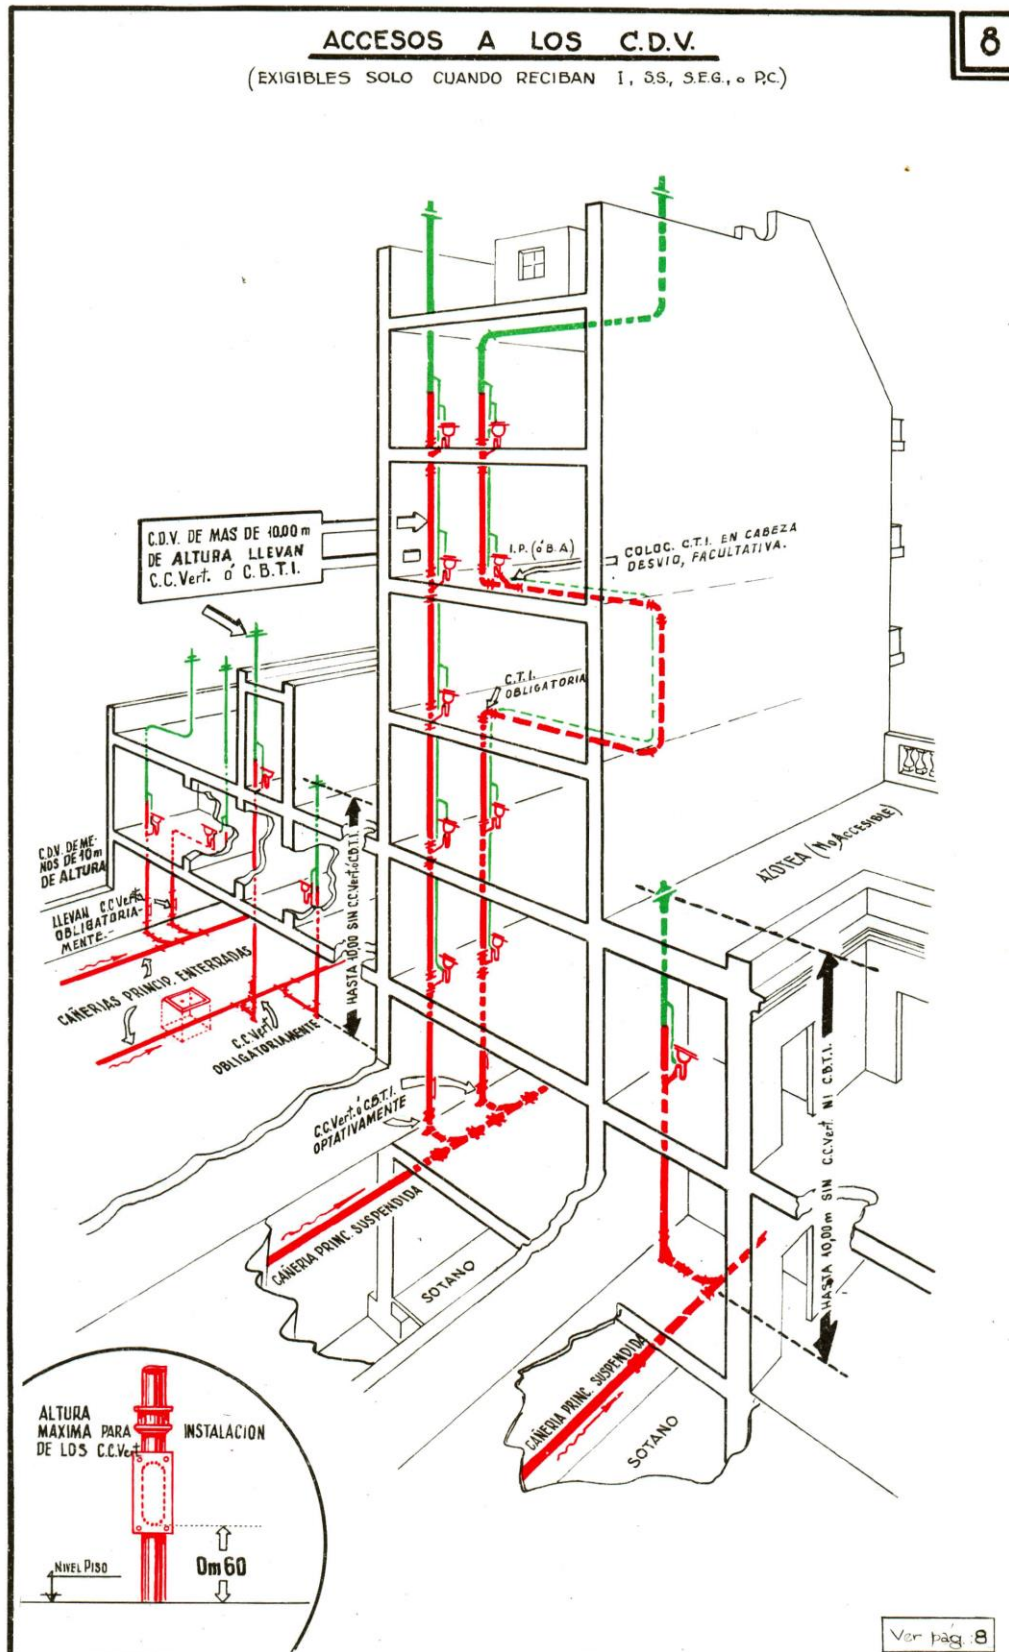 ACCESOS A LOS C.D.V.
8
(EXIGIBLES SOLO CUANDO RECIBAN I, S.S., S.E.G., o P.C.)
C.D.V. DE MAS DE 10,00 m
DE ALTURA LLEVAN
C.C.Vert. ó C.B.T.I.
I.P. (ó B.A.)
COLOC. C.T.I. EN CABEZA
DESVIO, FACULTATIVA.
C.T.I.
OBLIGATORIA
C.D.V. DE ME-
NOS DE 10m
DE ALTURA
LLEVAN C.C.Vert.
OBLIGATORIA-
MENTE.-
CAÑERIAS PRINCIP. ENTERRADAS
C.C.Vert.
OBLIGATORIAMENTE
HASTA 10,00 SIN C.C.Vert.óC.B.T.I.
AZOTEA (No ACCESIBLE)
C.C.Vert.ó C.B.T.I.
OPTATIVAMENTE
CAÑERIA PRINC. SUSPENDIDA
SOTANO
HASTA 10,00m SIN C.C.Vert. NI C.B.T.I.
CAÑERIA PRINC. SUSPENDIDA
SOTANO
ALTURA
MAXIMA PARA INSTALACION
DE LOS C.C.Vert
NIVEL PISO
0m60
Ver pág.:8